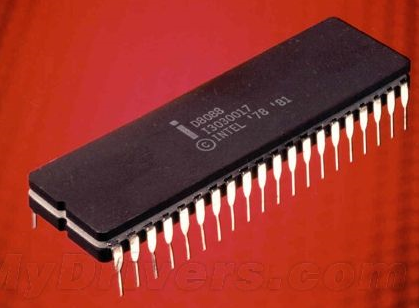 i D8088
I3030017
© INTEL '78 '81
MyDrivers.com